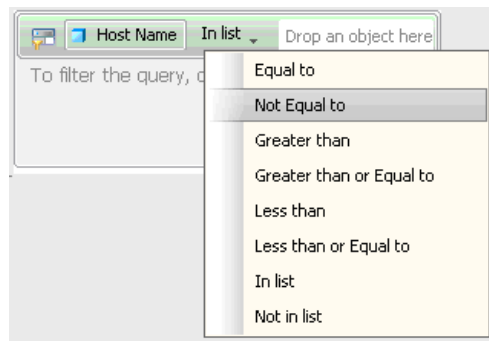 Host Name In list Drop an object here
To filter the query,
Equal to
Not Equal to
Greater than
Greater than or Equal to
Less than
Less than or Equal to
In list
Not in list